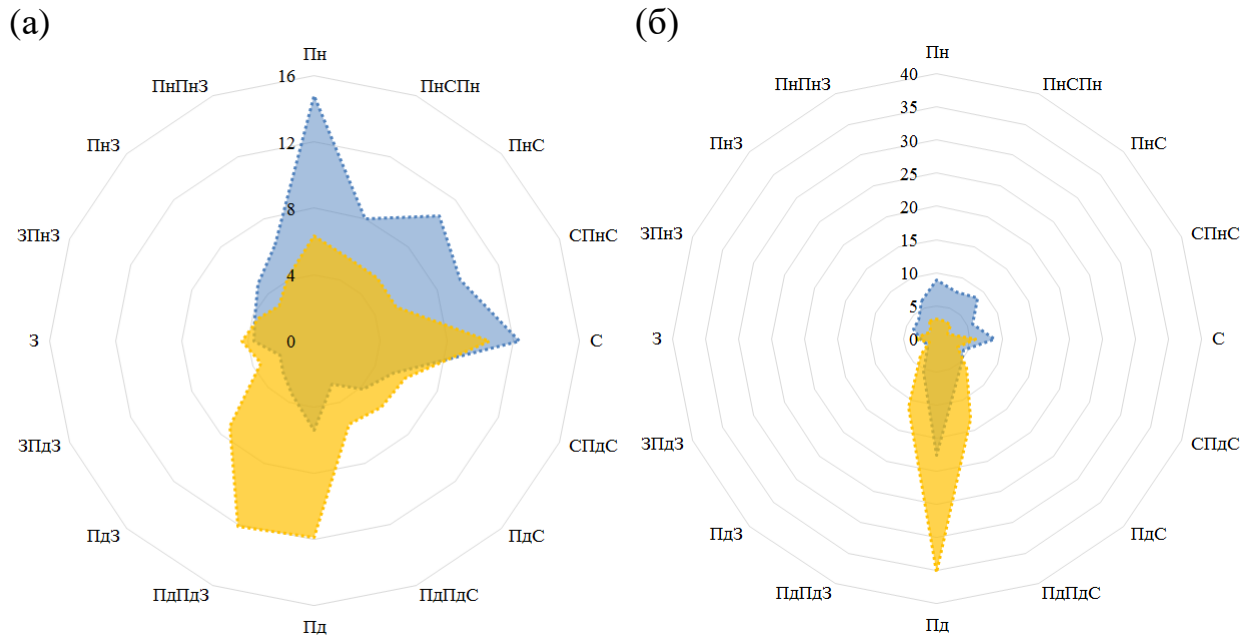 (а)
Пн
ПнСПн
ПнС
СПнС
С
СПдС
ПдС
ПдПдС
Пд
ПдПдЗ
ПдЗ
ЗПдЗ
З
ЗПнЗ
ПнЗ
ПнПнЗ
16
12
8
4
0
(б)
Пн
ПнСПн
ПнС
СПнС
С
СПдС
ПдС
ПдПдС
Пд
ПдПдЗ
ПдЗ
ЗПдЗ
З
ЗПнЗ
ПнЗ
ПнПнЗ
40
35
30
25
20
15
10
5
0